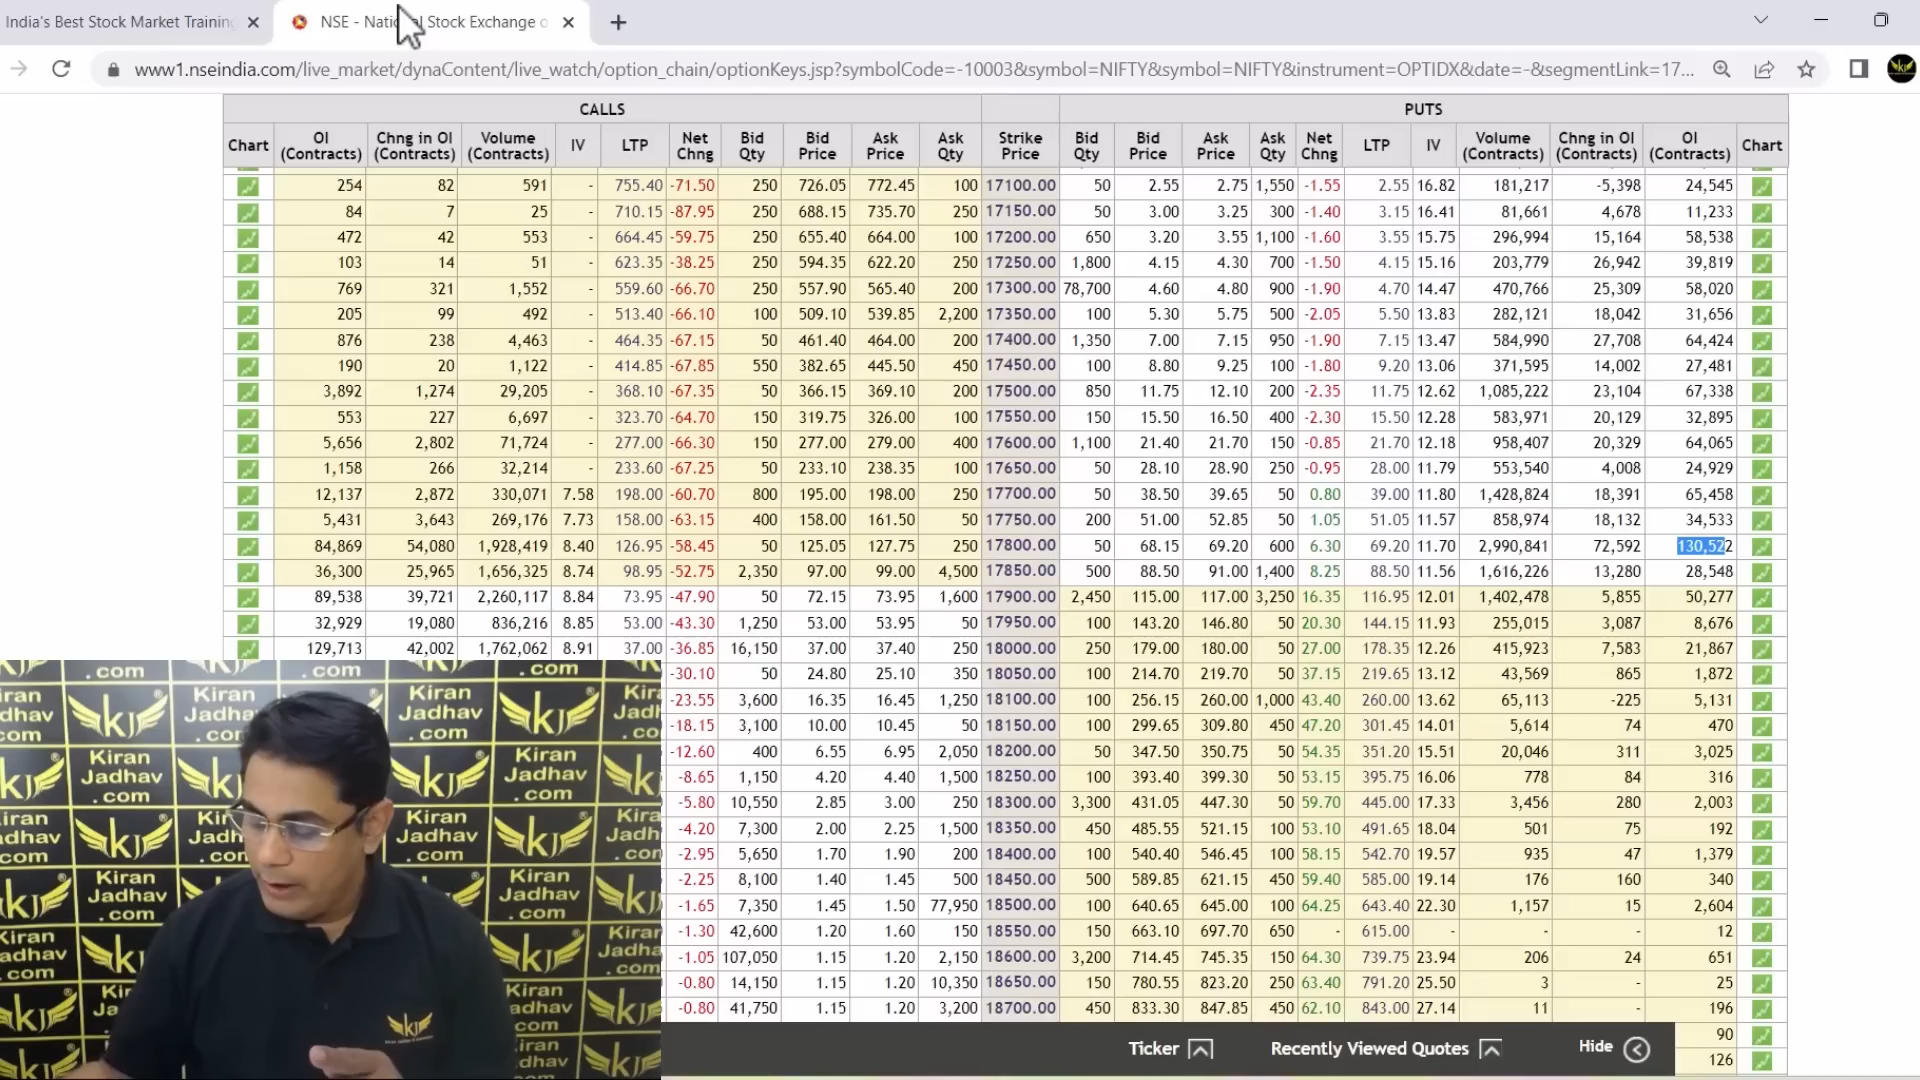 India's Best Stock Market Training
NSE - National Stock Exchange o
www1.nseindia.com/live_market/dynaContent/live_watch/option_chain/optionKeys.jsp?symbolCode=-10003&symbol=NIFTY&symbol=NIFTY&instrument=OPTIDX&date=-&segmentLink=17...
CALLS PUTS
Chart OI (Contracts) Chng in OI (Contracts) Volume (Contracts) IV LTP Net Chng Bid Qty Bid Price Ask Price Ask Qty Strike Price Bid Qty Bid Price Ask Price Ask Qty Net Chng LTP IV Volume (Contracts) Chng in OI (Contracts) OI (Contracts) Chart
254 82 591 - 755.40 -71.50 250 726.05 772.45 100 17100.00 50 2.55 2.75 1,550 -1.55 2.55 16.82 181,217 -5,398 24,545
84 7 25 - 710.15 -87.95 250 688.15 735.70 250 17150.00 50 3.00 3.25 300 -1.40 3.15 16.41 81,661 4,678 11,233
472 42 553 - 664.45 -59.75 250 655.40 664.00 100 17200.00 650 3.20 3.55 1,100 -1.60 3.55 15.75 296,994 15,164 58,538
103 14 51 - 623.35 -38.25 250 594.35 622.20 250 17250.00 1,800 4.15 4.30 700 -1.50 4.15 15.16 203,779 26,942 39,819
769 321 1,552 - 559.60 -66.70 250 557.90 565.40 200 17300.00 78,700 4.60 4.80 900 -1.90 4.70 14.47 470,766 25,309 58,020
205 99 492 - 513.40 -66.10 100 509.10 539.85 2,200 17350.00 100 5.30 5.75 500 -2.05 5.50 13.83 282,121 18,042 31,656
876 238 4,463 - 464.35 -67.15 50 461.40 464.00 200 17400.00 1,350 7.00 7.15 950 -1.90 7.15 13.47 584,990 27,708 64,424
190 20 1,122 - 414.85 -67.85 550 382.65 445.50 450 17450.00 100 8.80 9.25 100 -1.80 9.20 13.06 371,595 14,002 27,481
3,892 1,274 29,205 - 368.10 -67.35 50 366.15 369.10 200 17500.00 850 11.75 12.10 200 -2.35 11.75 12.62 1,085,222 23,104 67,338
553 227 6,697 - 323.70 -64.70 150 319.75 326.00 100 17550.00 150 15.50 16.50 400 -2.30 15.50 12.28 583,971 20,129 32,895
5,656 2,802 71,724 - 277.00 -66.30 150 277.00 279.00 400 17600.00 1,100 21.40 21.70 150 -0.85 21.70 12.18 958,407 20,329 64,065
1,158 266 32,214 - 233.60 -67.25 50 233.10 238.35 100 17650.00 50 28.10 28.90 250 -0.95 28.00 11.79 553,540 4,008 24,929
12,137 2,872 330,071 7.58 198.00 -60.70 800 195.00 198.00 250 17700.00 50 38.50 39.65 50 0.80 39.00 11.80 1,428,824 18,391 65,458
5,431 3,643 269,176 7.73 158.00 -63.15 400 158.00 161.50 50 17750.00 200 51.00 52.85 50 1.05 51.05 11.57 858,974 18,132 34,533
84,869 54,080 1,928,419 8.40 126.95 -58.45 50 125.05 127.75 250 17800.00 50 68.15 69.20 600 6.30 69.20 11.70 2,990,841 72,592 130,522
36,300 25,965 1,656,325 8.74 98.95 -52.75 2,350 97.00 99.00 4,500 17850.00 500 88.50 91.00 1,400 8.25 88.50 11.56 1,616,226 13,280 28,548
89,538 39,721 2,260,117 8.84 73.95 -47.90 50 72.15 73.95 1,600 17900.00 2,450 115.00 117.00 3,250 16.35 116.95 12.01 1,402,478 5,855 50,277
32,929 19,080 836,216 8.85 53.00 -43.30 1,250 53.00 53.95 50 17950.00 100 143.20 146.80 50 20.30 144.15 11.93 255,015 3,087 8,676
129,713 42,002 1,762,062 8.91 37.00 -36.85 16,150 37.00 37.40 250 18000.00 250 179.00 180.00 50 27.00 178.35 12.26 415,923 7,583 21,867
-30.10 50 24.80 25.10 350 18050.00 100 214.70 219.70 50 37.15 219.65 13.12 43,569 865 1,872
-23.55 3,600 16.35 16.45 1,250 18100.00 100 256.15 260.00 1,000 43.40 260.00 13.62 65,113 -225 5,131
-18.15 3,100 10.00 10.45 50 18150.00 100 299.65 309.80 450 47.20 301.45 14.01 5,614 74 470
-12.60 400 6.55 6.95 2,050 18200.00 50 347.50 350.75 50 54.35 351.20 15.51 20,046 311 3,025
-8.65 1,150 4.20 4.40 1,500 18250.00 100 393.40 399.30 50 53.15 395.75 16.06 778 84 316
-5.80 10,550 2.85 3.00 250 18300.00 3,300 431.05 447.30 50 59.70 445.00 17.33 3,456 280 2,003
-4.20 7,300 2.00 2.25 1,500 18350.00 450 485.55 521.15 100 53.10 491.65 18.04 501 75 192
-2.95 5,650 1.70 1.90 200 18400.00 100 540.40 546.45 100 58.15 542.70 19.57 935 47 1,379
-2.25 8,100 1.40 1.45 500 18450.00 500 589.85 621.15 450 59.40 585.00 19.14 176 160 340
-1.65 7,350 1.45 1.50 77,950 18500.00 100 640.65 645.00 100 64.25 643.40 22.30 1,157 15 2,604
-1.30 42,600 1.20 1.60 150 18550.00 150 663.10 697.70 650 - 615.00 - - - 12
-1.05 107,050 1.15 1.20 2,150 18600.00 3,200 714.45 745.35 150 64.30 739.75 23.94 206 24 651
-0.80 14,150 1.15 1.20 10,350 18650.00 150 780.55 823.20 250 63.40 791.20 25.50 3 - 25
-0.80 41,750 1.15 1.20 3,200 18700.00 450 833.30 847.85 450 62.10 843.00 27.14 11 - 196
90
126
Ticker Recently Viewed Quotes Hide
Kiran
Jadhav
.com
KJ